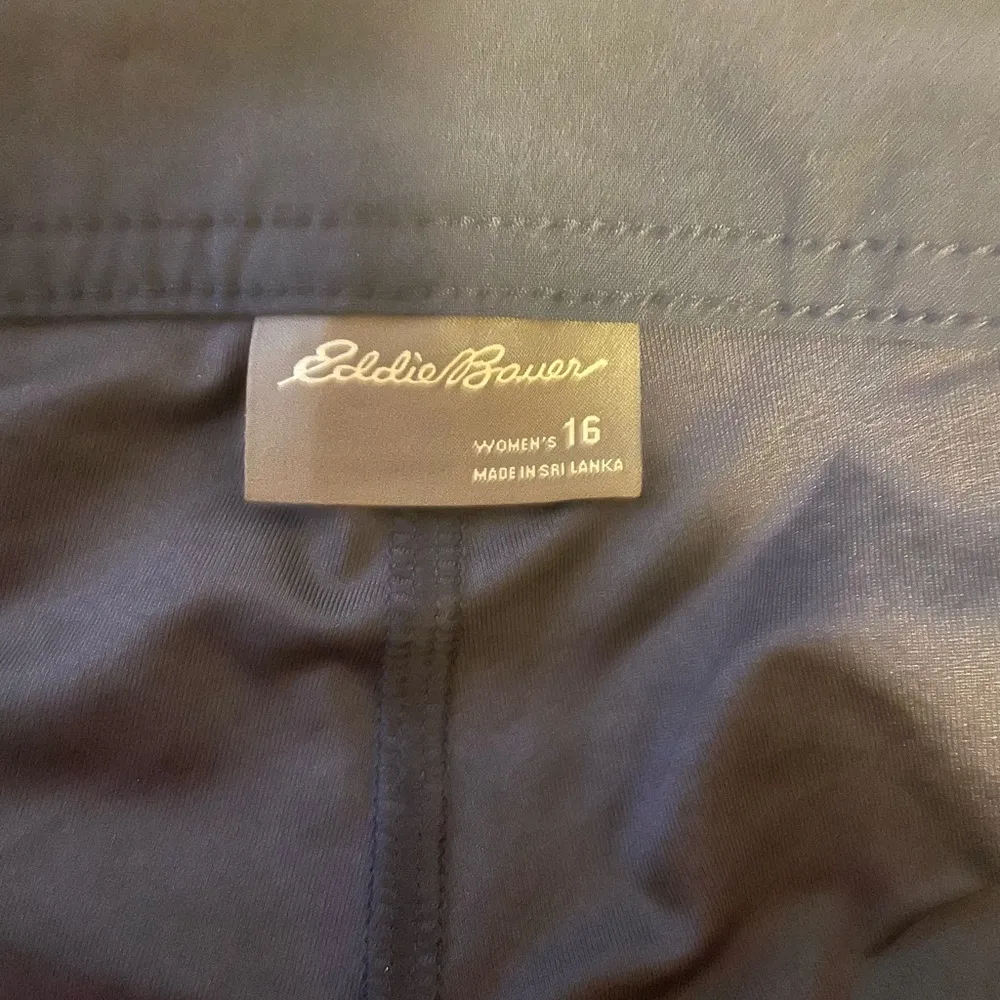 Eddie Bauer
WOMEN'S 16
MADE IN SRI LANKA